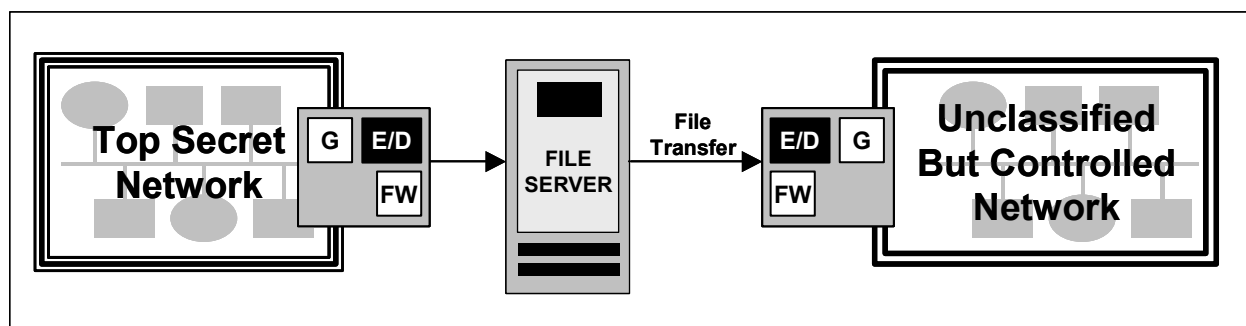 Top Secret
Network
G
E/D
FW
FILE
SERVER
File
Transfer
E/D
G
FW
Unclassified
But Controlled
Network